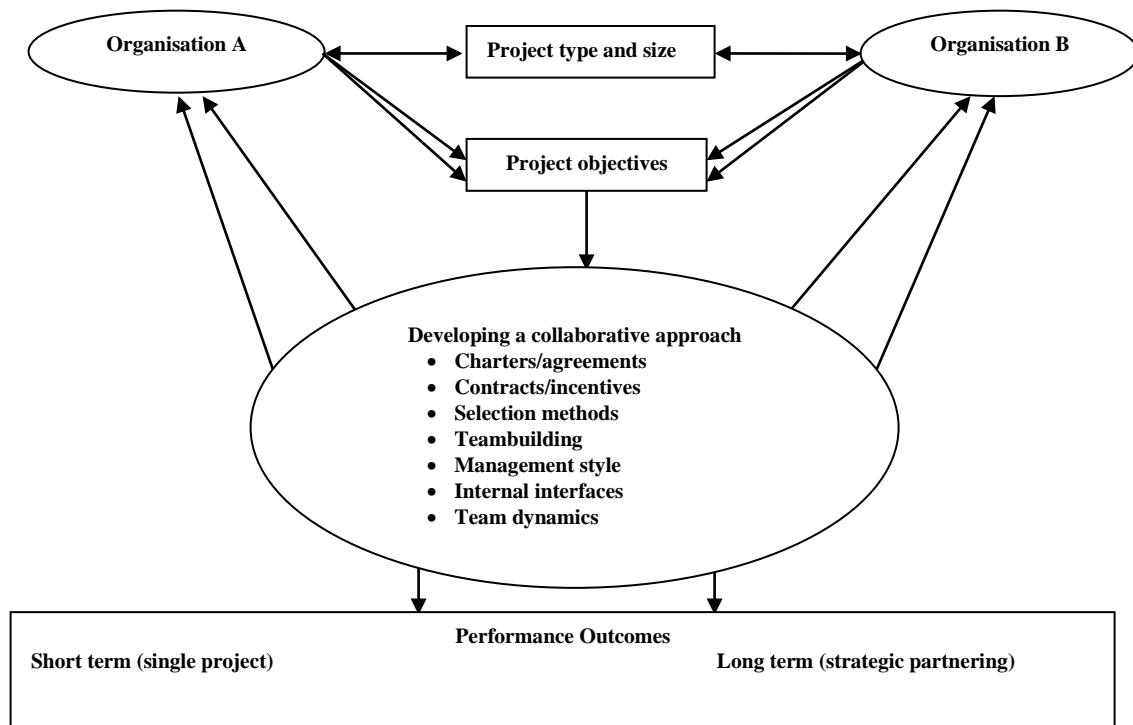 Organisation A
Project type and size
Organisation B
Project objectives
Developing a collaborative approach
• Charters/agreements
• Contracts/incentives
• Selection methods
• Teambuilding
• Management style
• Internal interfaces
• Team dynamics
Performance Outcomes
Short term (single project)
Long term (strategic partnering)